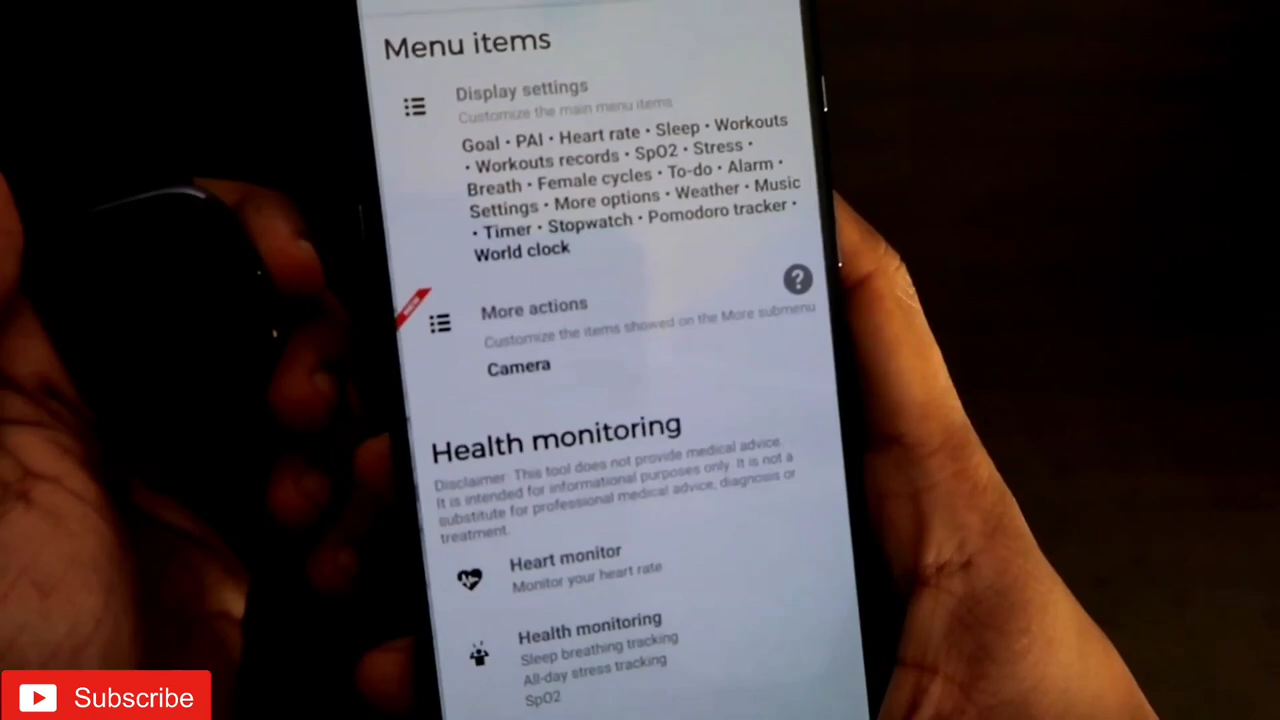 Menu items
Display settings
Customize the main menu items
Goal • PAI • Heart rate • Sleep • Workouts
• Workouts records • SpO2 • Stress •
Breath • Female cycles • To-do • Alarm •
Settings • More options • Weather • Music
• Timer • Stopwatch • Pomodoro tracker •
World clock
?
More actions
Customize the items showed on the More submenu
Camera
Health monitoring
Disclaimer: This tool does not provide medical advice.
It is intended for informational purposes only. It is not a
substitute for professional medical advice, diagnosis or
treatment.
Heart monitor
Monitor your heart rate
Health monitoring
Sleep breathing tracking
All-day stress tracking
SpO2
Subscribe